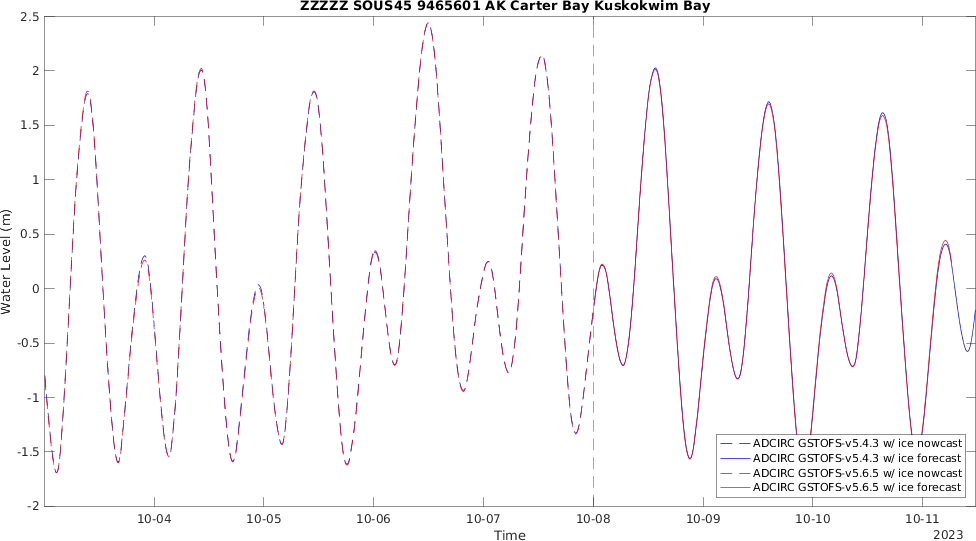 ZZZZZ SOUS45 9465601 AK Carter Bay Kuskokwim Bay
2.5
2
1.5
1
0.5
0
-0.5
-1
-1.5
-2
Water Level (m)
10-04 10-05 10-06 10-07 10-08 10-09 10-10 10-11
Time
2023
ADCIRC GSTOFS-v5.4.3 w/ ice nowcast
ADCIRC GSTOFS-v5.4.3 w/ ice forecast
ADCIRC GSTOFS-v5.6.5 w/ ice nowcast
ADCIRC GSTOFS-v5.6.5 w/ ice forecast